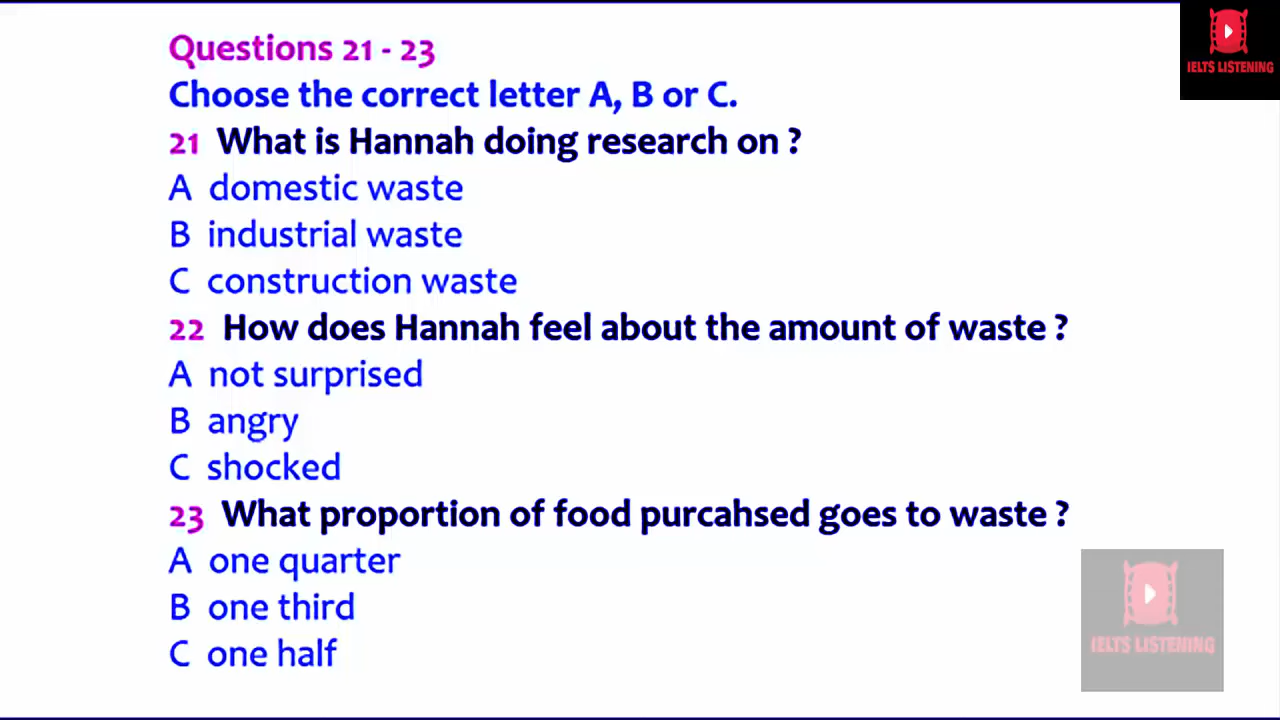 IELTS LISTENING
Questions 21 - 23
Choose the correct letter A, B or C.
21 What is Hannah doing research on ?
A domestic waste
B industrial waste
C construction waste
22 How does Hannah feel about the amount of waste ?
A not surprised
B angry
C shocked
23 What proportion of food purcahsed goes to waste ?
A one quarter
B one third
C one half
IELTS LISTENING